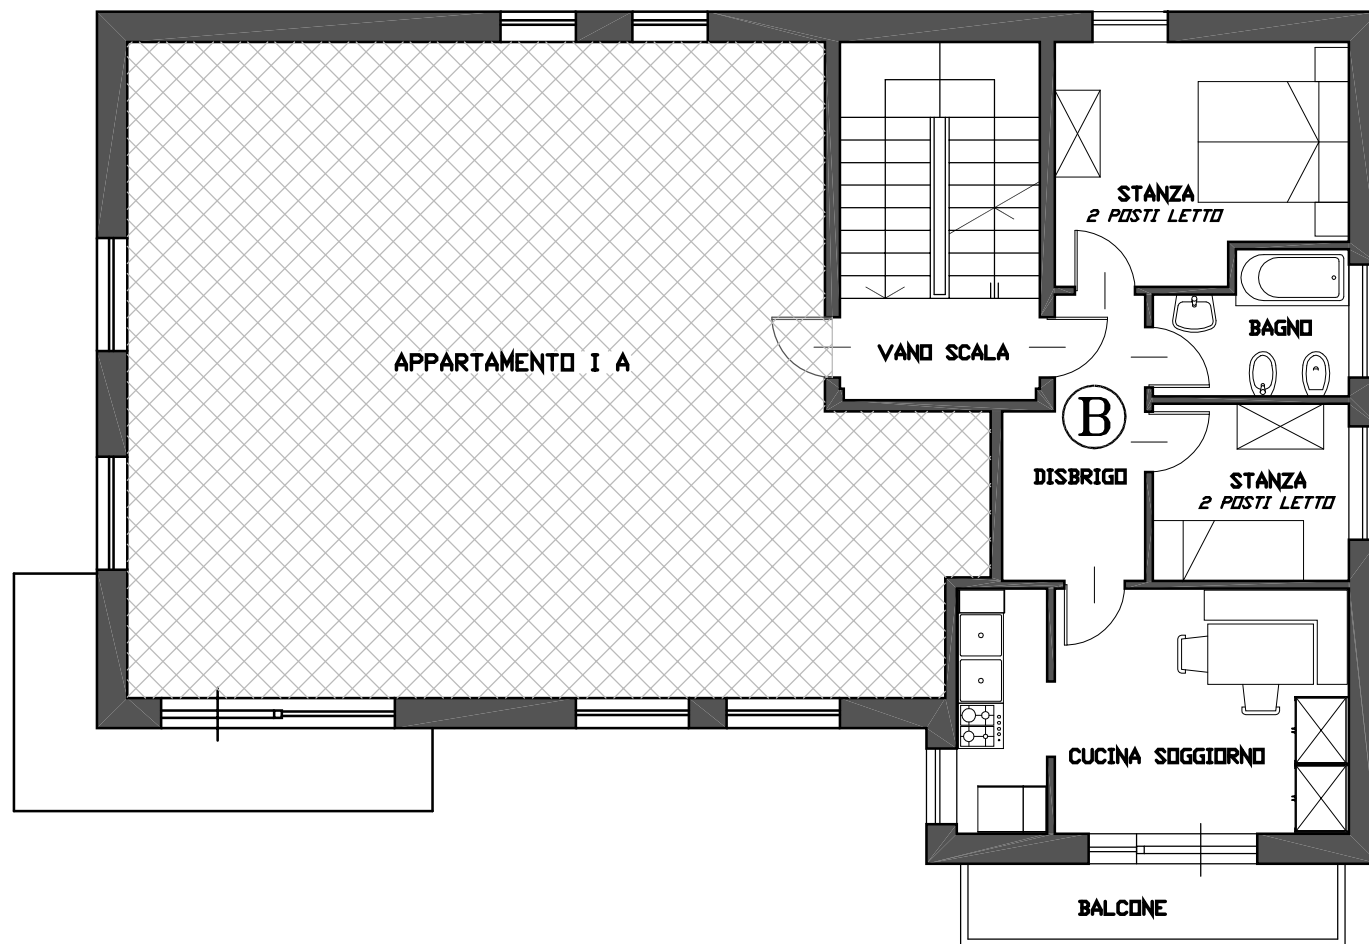 STANZA
2 POSTI LETTO
BAGNO
VANO SCALA
APPARTAMENTO I A
B
DISBRIGO
STANZA
2 POSTI LETTO
CUCINA SOGGIORNO
BALCONE